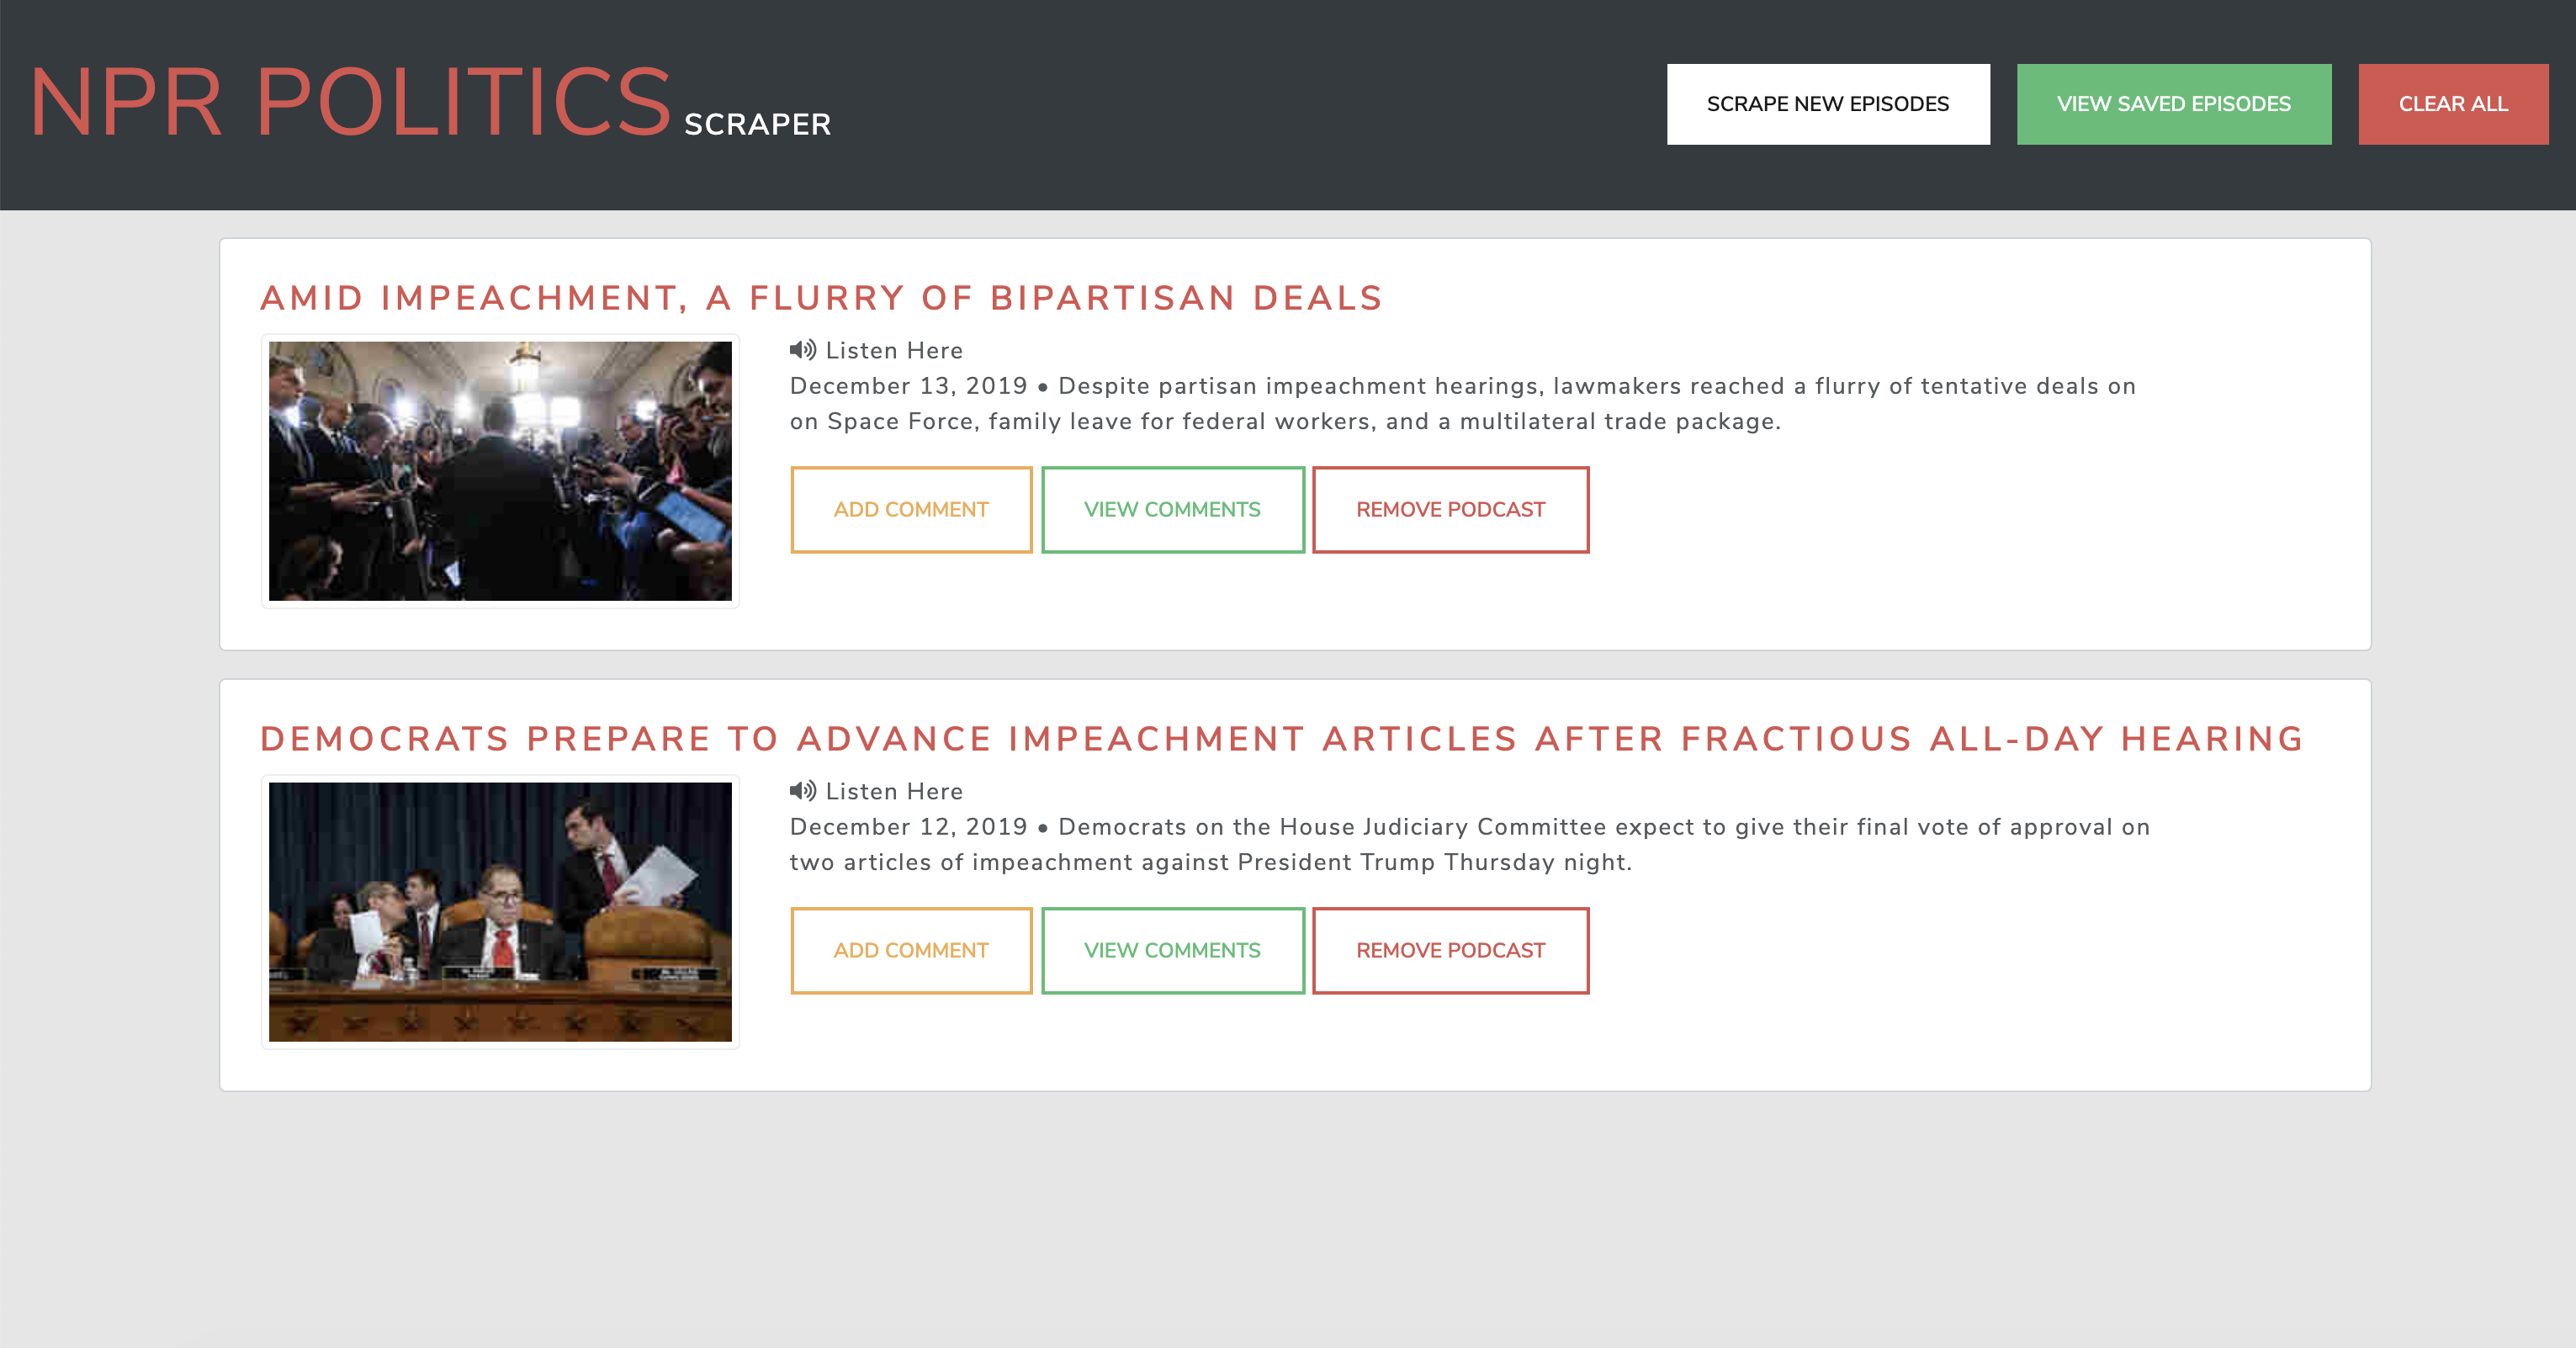 NPR POLITICS SCRAPER
SCRAPE NEW EPISODES
VIEW SAVED EPISODES
CLEAR ALL
AMID IMPEACHMENT, A FLURRY OF BIPARTISAN DEALS
Listen Here
December 13, 2019 • Despite partisan impeachment hearings, lawmakers reached a flurry of tentative deals on
on Space Force, family leave for federal workers, and a multilateral trade package.
ADD COMMENT
VIEW COMMENTS
REMOVE PODCAST
DEMOCRATS PREPARE TO ADVANCE IMPEACHMENT ARTICLES AFTER FRACTIOUS ALL-DAY HEARING
Listen Here
December 12, 2019 • Democrats on the House Judiciary Committee expect to give their final vote of approval on
two articles of impeachment against President Trump Thursday night.
ADD COMMENT
VIEW COMMENTS
REMOVE PODCAST